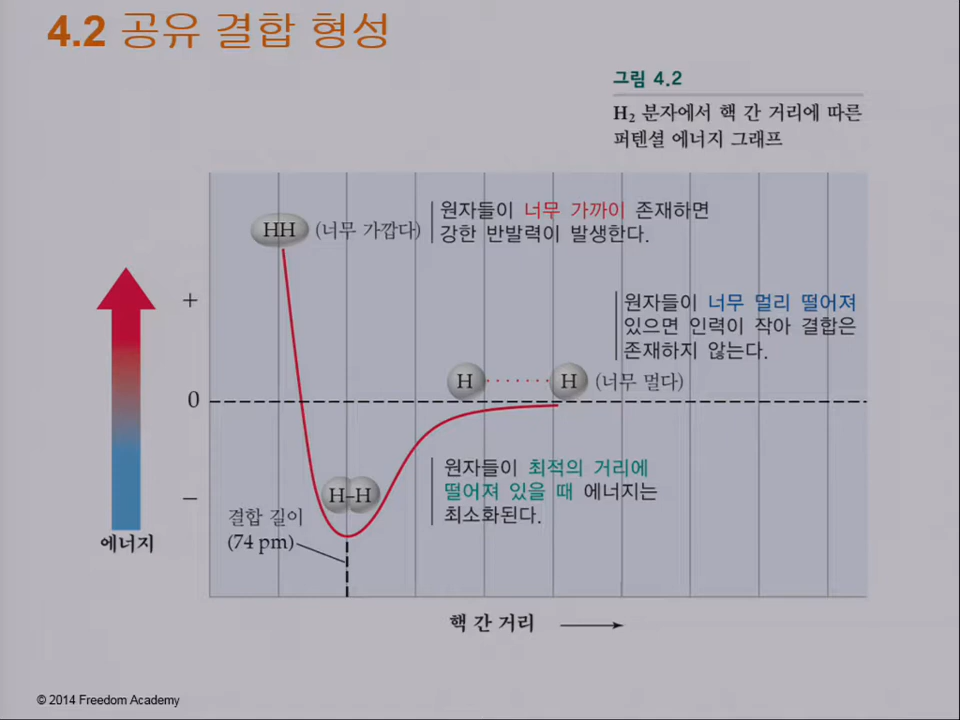 4.2 공유 결합 형성
그림 4.2
H₂ 분자에서 핵 간 거리에 따른
퍼텐셜 에너지 그래프
HH (너무 가깝다)
원자들이 너무 가까이 존재하면
강한 반발력이 발생한다.
+
원자들이 너무 멀리 떨어져
있으면 인력이 작아 결합은
존재하지 않는다.
H H (너무 멀다)
0
원자들이 최적의 거리에
떨어져 있을 때 에너지는
최소화된다.
H–H
−
결합 길이
(74 pm)
에너지
핵 간 거리
© 2014 Freedom Academy